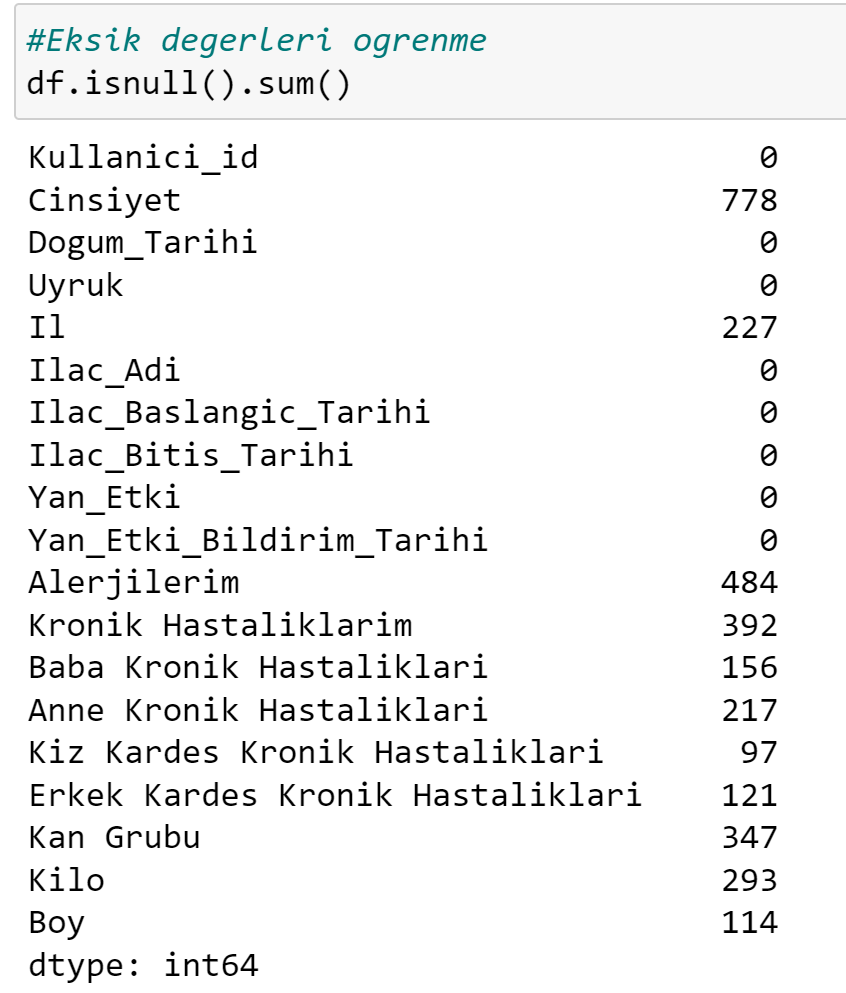 #Eksik degerleri ogrenme
df.isnull().sum()
Kullanici_id 0
Cinsiyet 778
Dogum_Tarihi 0
Uyruk 0
Il 227
Ilac_Adi 0
Ilac_Baslangic_Tarihi 0
Ilac_Bitis_Tarihi 0
Yan_Etki 0
Yan_Etki_Bildirim_Tarihi 0
Alerjilerim 484
Kronik Hastaliklarim 392
Baba Kronik Hastaliklari 156
Anne Kronik Hastaliklari 217
Kiz Kardes Kronik Hastaliklari 97
Erkek Kardes Kronik Hastaliklari 121
Kan Grubu 347
Kilo 293
Boy 114
dtype: int64